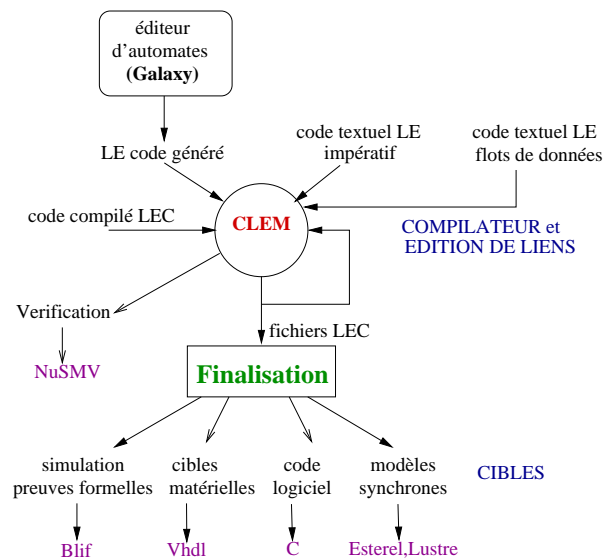 éditeur
d'automates
(Galaxy)
code textuel LE
impératif
code textuel LE
flots de données
LE code généré
code compilé LEC
CLEM
COMPILATEUR et
EDITION DE LIENS
Verification
fichiers LEC
NuSMV
Finalisation
simulation
preuves formelles
cibles
matérielles
code
logiciel
modèles
synchrones
CIBLES
Blif
Vhdl
C
Esterel,Lustre